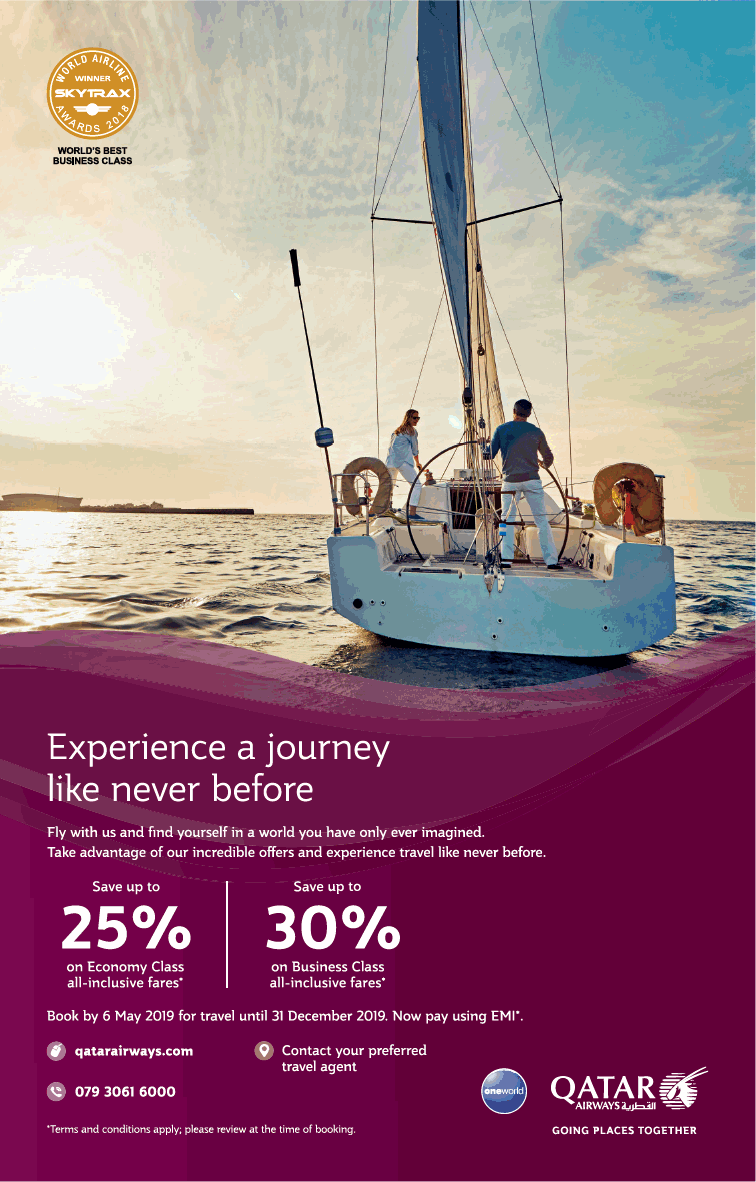 WORLD AIRLINE
WINNER
SKYTRAX
AWARDS 2018
WORLD'S BEST
BUSINESS CLASS
Experience a journey
like never before
Fly with us and find yourself in a world you have only ever imagined.
Take advantage of our incredible offers and experience travel like never before.
Save up to
25%
on Economy Class
all-inclusive fares*
Save up to
30%
on Business Class
all-inclusive fares*
Book by 6 May 2019 for travel until 31 December 2019. Now pay using EMI*.
qatarairways.com
Contact your preferred
travel agent
079 3061 6000
oneworld
QATAR
AIRWAYS القطرية
GOING PLACES TOGETHER
*Terms and conditions apply; please review at the time of booking.